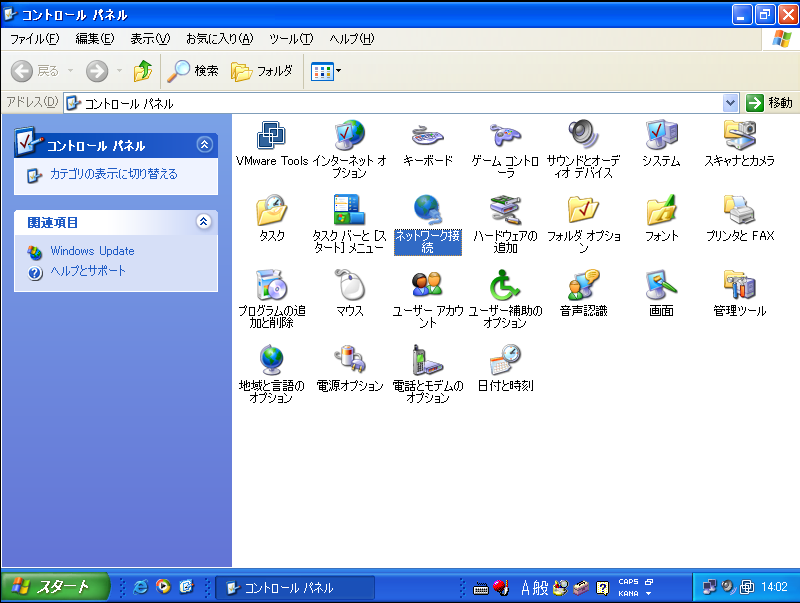 コントロール パネル
ファイル(F) 編集(E) 表示(V) お気に入り(A) ツール(T) ヘルプ(H)
戻る 検索 フォルダ
アドレス(D) コントロール パネル 移動
コントロール パネル
カテゴリの表示に切り替える
関連項目
Windows Update
ヘルプとサポート
VMware Tools
インターネット オ
プション
キーボード
ゲーム コントロ
ーラ
サウンドとオーデ
ィオ デバイス
システム
スキャナとカメラ
タスク
タスク バーと [ス
タート] メニュー
ネットワーク接
続
ハードウェアの
追加
フォルダ オプショ
ン
フォント
プリンタと FAX
プログラムの追
加と削除
マウス
ユーザー アカウ
ント
ユーザー補助の
オプション
音声認識
画面
管理ツール
地域と言語の
オプション
電源オプション
電話とモデムの
オプション
日付と時刻
スタート コントロール パネル A 般 CAPS 14:02
KANA